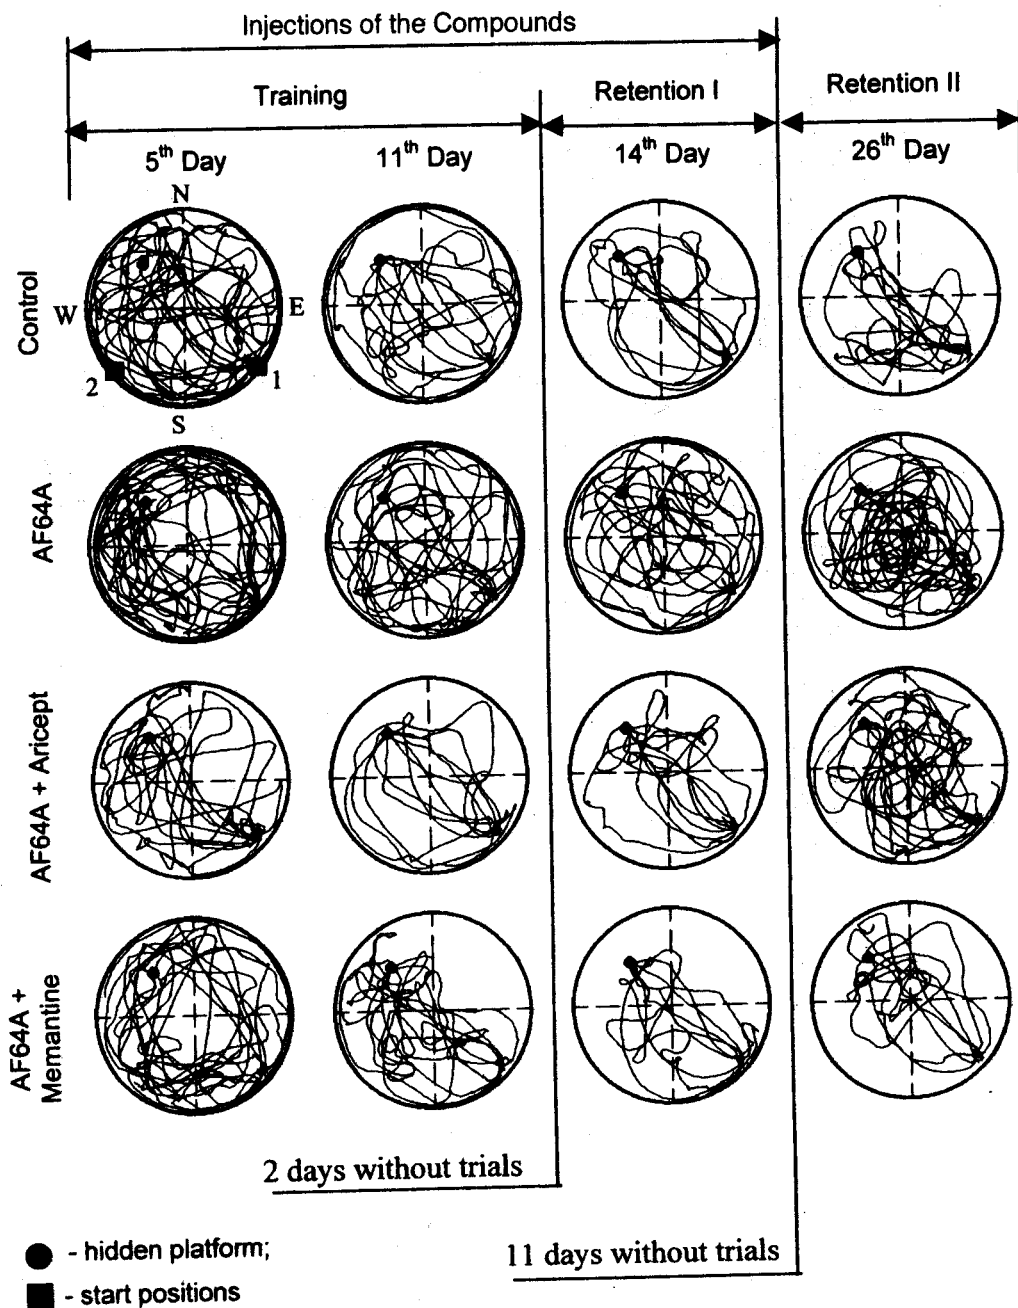 Injections of the Compounds
Training
Retention I
Retention II
5th Day
11th Day
14th Day
26th Day
N
Control
W
E
2
1
S
AF64A
AF64A + Aricept
AF64A +
Memantine
2 days without trials
11 days without trials
- hidden platform;
- start positions